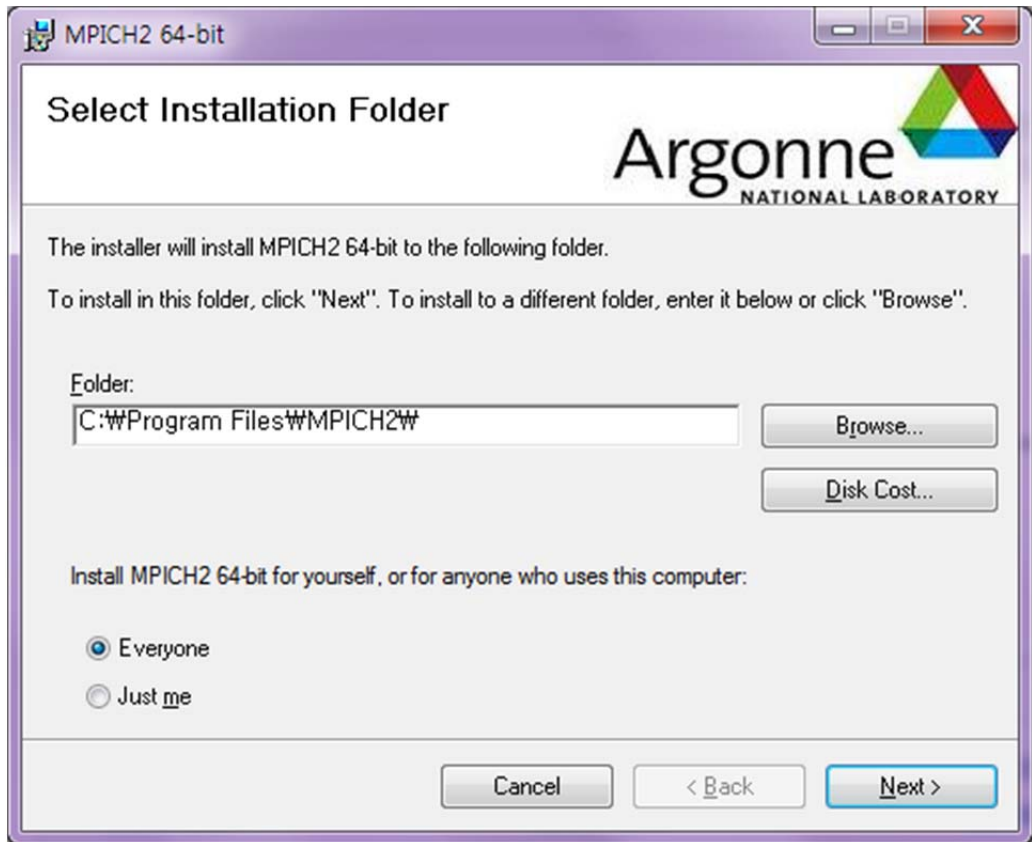 MPICH2 64-bit
Select Installation Folder
Argonne
NATIONAL LABORATORY
The installer will install MPICH2 64-bit to the following folder.
To install in this folder, click "Next". To install to a different folder, enter it below or click "Browse".
Folder:
C:₩Program Files₩MPICH2₩
Browse...
Disk Cost...
Install MPICH2 64-bit for yourself, or for anyone who uses this computer:
Everyone
Just me
Cancel
< Back
Next >